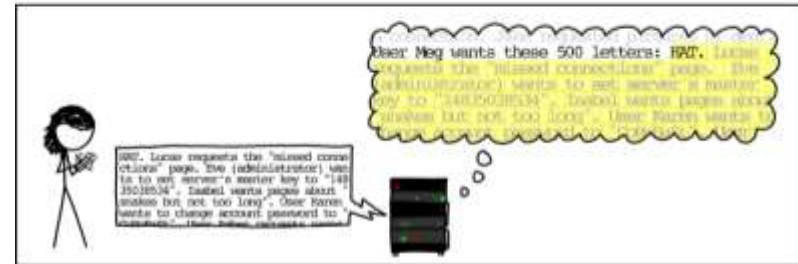 User Meg wants these 500 letters: HAT. Lucas
requests the "missed connections" page. Eve
(administrator) wants to set server's master
key to "14835038534". Isabel wants pages about
snakes but not too long". User Karen wants to
HAT. Lucas requests the "missed conne
ctions" page. Eve (administrator) wan
ts to set server's master key to "148
35038534". Isabel wants pages about "
snakes but not too long". User Karen
wants to change account password to "